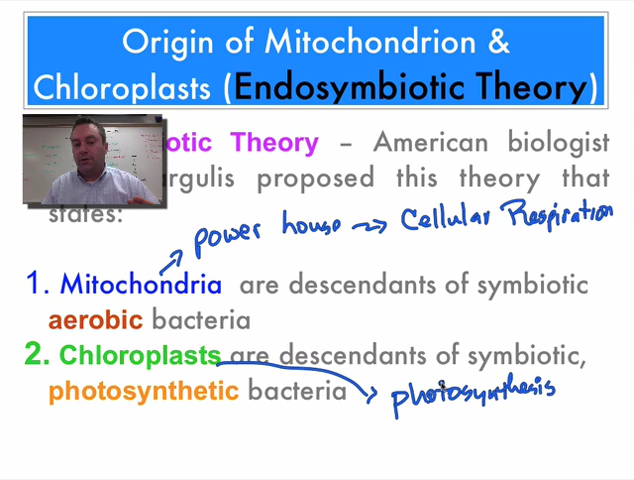 Origin of Mitochondrion &
Chloroplasts (Endosymbiotic Theory)
otic Theory – American biologist
rgulis proposed this theory that
states:
power house → Cellular Respiration
1. Mitochondria are descendants of symbiotic
aerobic bacteria
2. Chloroplasts are descendants of symbiotic,
photosynthetic bacteria
photosynthesis